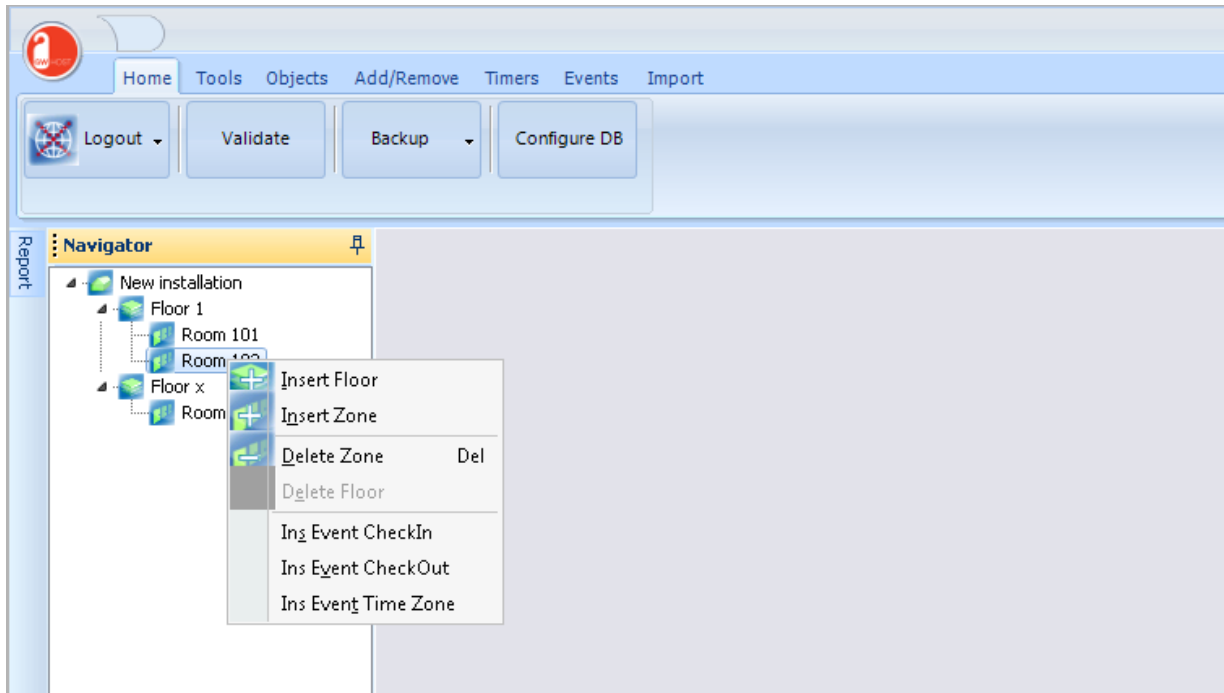 GW HOST
Home Tools Objects Add/Remove Timers Events Import
Logout Validate Backup Configure DB
Report
Navigator
New installation
Floor 1
Room 101
Room
Insert Floor
Floor x
Room
Insert Zone
Delete Zone Del
Delete Floor
Ins Event CheckIn
Ins Event CheckOut
Ins Event Time Zone